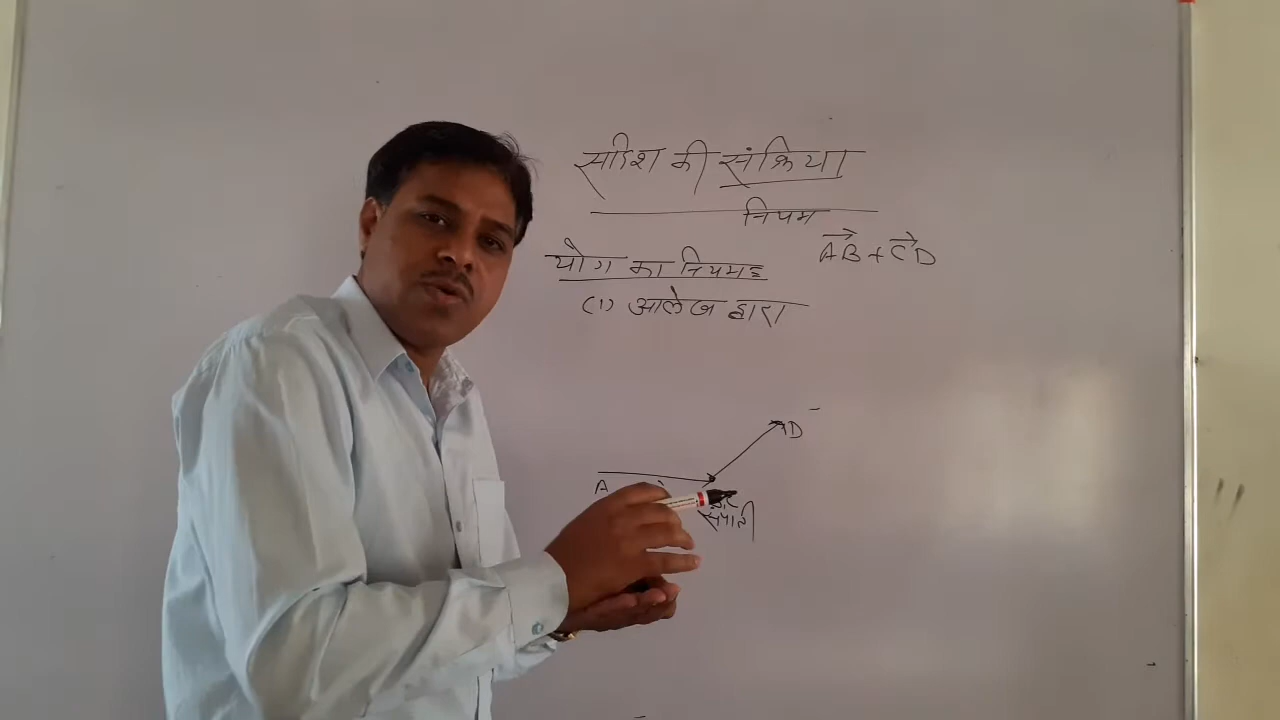 सदिश की संक्रिया
नियम
AB + CD
योग का नियमः
(1) आलेख द्वारा
D
A
संपाती